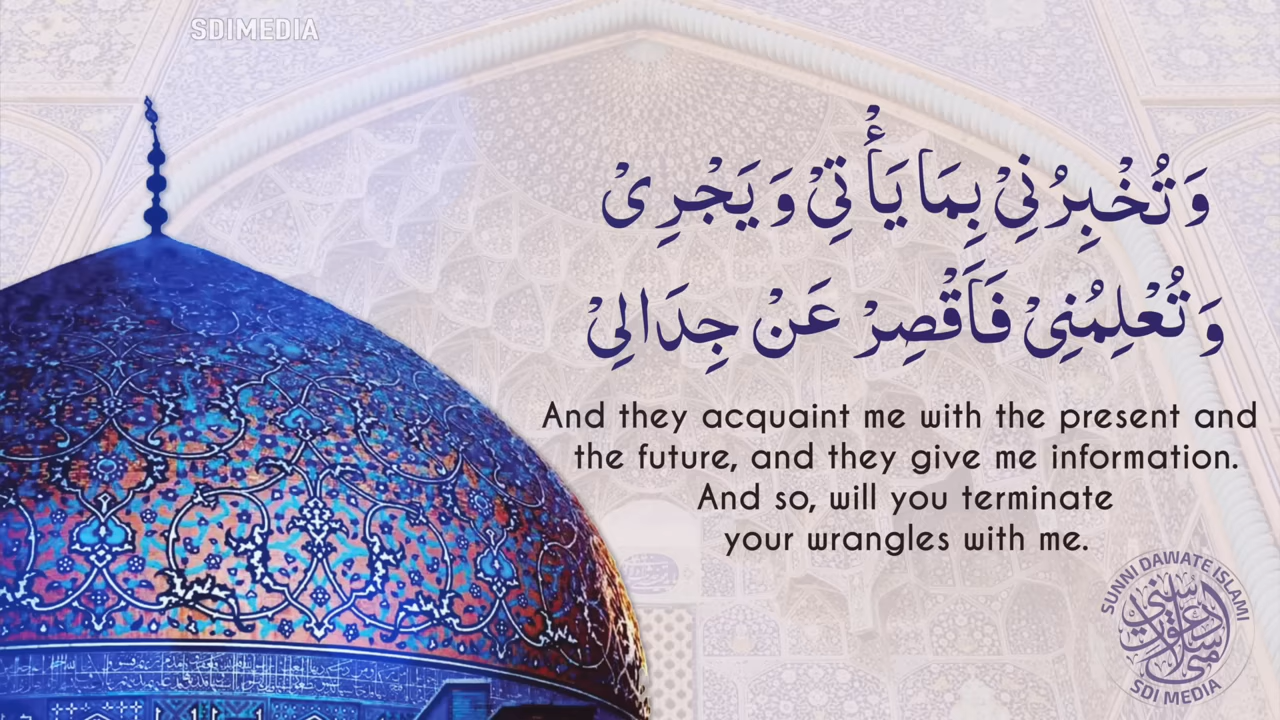 SDIMEDIA
وَتُخْبِرُنِىْ بِمَا يَأْتِىْ وَيَجْرِىْ
وَتُعْلِمُنِىْ فَاَقْصِرْ عَنْ جِدَالِىْ
And they acquaint me with the present and
the future, and they give me information.
And so, will you terminate
your wrangles with me.
SUNNI DAWATE ISLAMI
SDI MEDIA